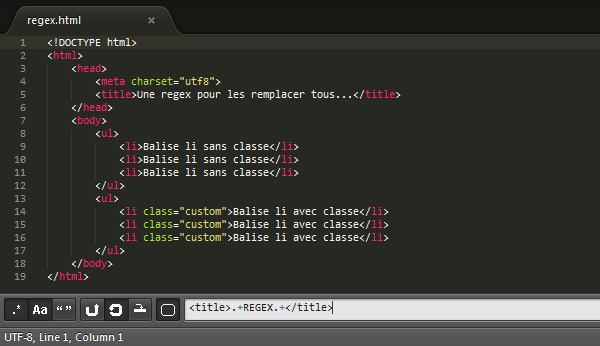 regex.html ×
1 <!DOCTYPE html>
2 <html>
3 <head>
4 <meta charset="utf8">
5 <title>Une regex pour les remplacer tous...</title>
6 </head>
7 <body>
8 <ul>
9 <li>Balise li sans classe</li>
10 <li>Balise li sans classe</li>
11 <li>Balise li sans classe</li>
12 </ul>
13 <ul>
14 <li class="custom">Balise li avec classe</li>
15 <li class="custom">Balise li avec classe</li>
16 <li class="custom">Balise li avec classe</li>
17 </ul>
18 </body>
19 </html>
.* Aa “” <title>.+REGEX.+</title>
UTF-8, Line 1, Column 1